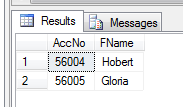 Results Messages
AccNo FName
1 56004 Hobert
2 56005 Gloria